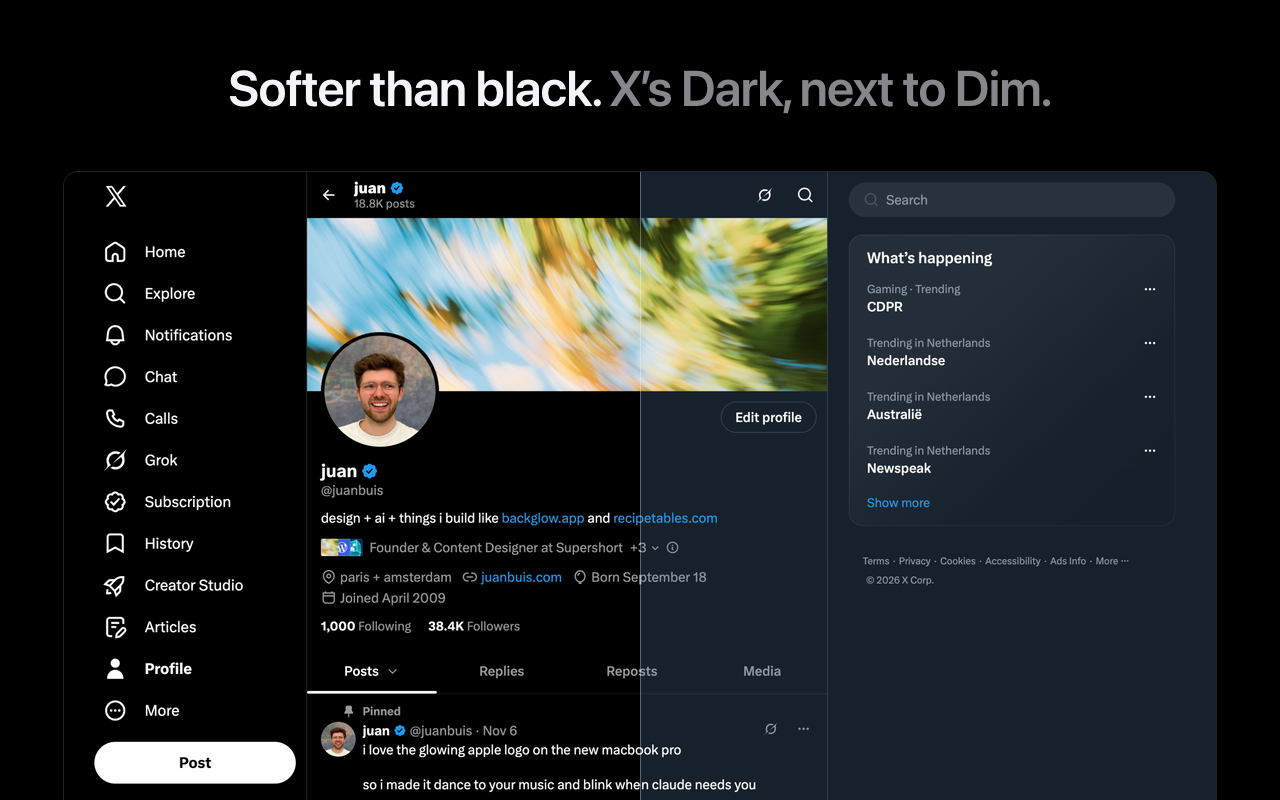 Softer than black. X’s Dark, next to Dim.
Home
Explore
Notifications
Chat
Calls
Grok
Subscription
History
Creator Studio
Articles
Profile
More
Post
juan
18.8K posts
Edit profile
juan
@juanbuis
design + ai + things i build like backglow.app and recipetables.com
Founder & Content Designer at Supershort +3
paris + amsterdam juanbuis.com Born September 18
Joined April 2009
1,000 Following 38.4K Followers
Posts Replies Reposts Media
Pinned
juan @juanbuis · Nov 6
i love the glowing apple logo on the new macbook pro
so i made it dance to your music and blink when claude needs you
Search
What’s happening
Gaming · Trending
CDPR
Trending in Netherlands
Nederlandse
Trending in Netherlands
Australië
Trending in Netherlands
Newspeak
Show more
Terms · Privacy · Cookies · Accessibility · Ads Info · More ···
© 2026 X Corp.